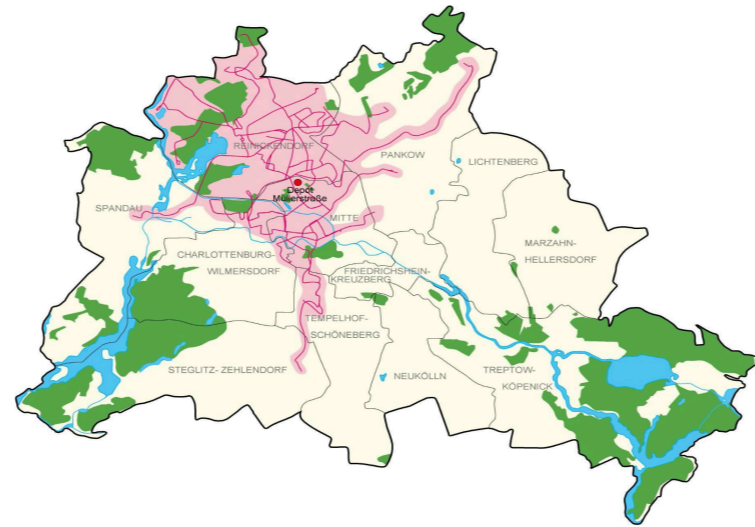 REINICKENDORF
PANKOW
LICHTENBERG
Depot
Müllerstraße
SPANDAU
MITTE
MARZAHN-
HELLERSDORF
CHARLOTTENBURG-
WILMERSDORF
FRIEDRICHSHEIN-
KREUZBERG
TEMPELHOF-
SCHÖNEBERG
STEGLITZ- ZEHLENDORF
NEUKÖLLN
TREPTOW-
KÖPENICK